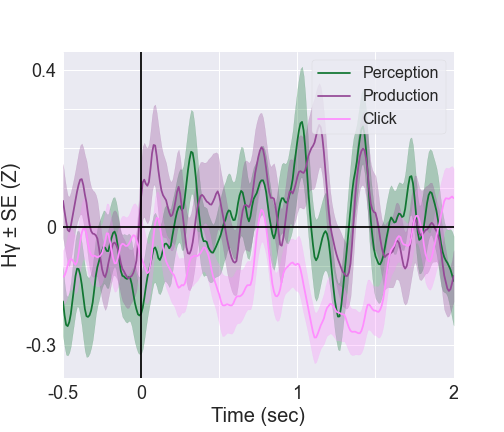 Perception
Production
Click
Hγ ± SE (Z)
0.4
0
-0.3
-0.5
0
1
2
Time (sec)